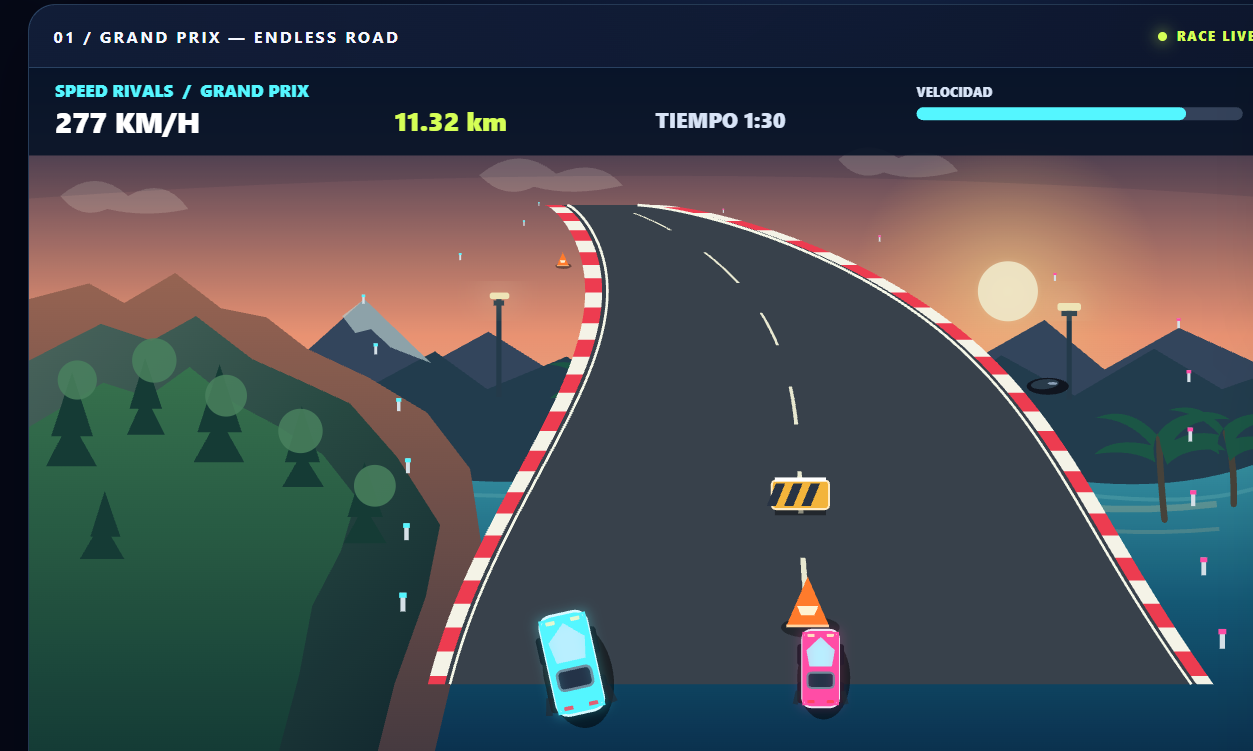 01 / GRAND PRIX — ENDLESS ROAD
RACE LIVE
SPEED RIVALS / GRAND PRIX
VELOCIDAD
277 KM/H
11.32 km
TIEMPO 1:30